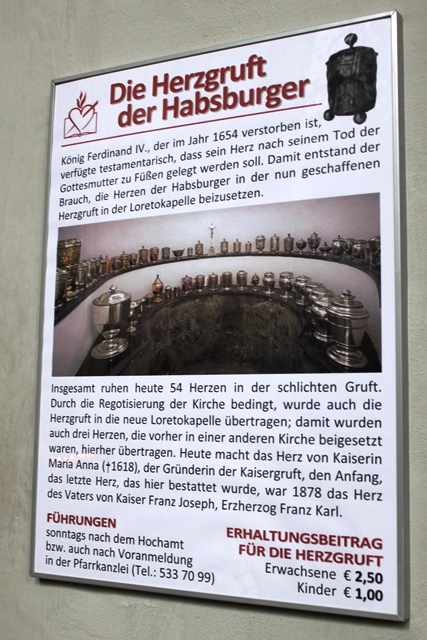 Die Herzgruft
der Habsburger
König Ferdinand IV., der im Jahr 1654 verstorben ist,
verfügte testamentarisch, dass sein Herz nach seinem Tod der
Gottesmutter zu Füßen gelegt werden soll. Damit entstand der
Brauch, die Herzen der Habsburger in der nun geschaffenen
Herzgruft in der Loretokapelle beizusetzen.
Insgesamt ruhen heute 54 Herzen in der schlichten Gruft.
Durch die Regotisierung der Kirche bedingt, wurde auch die
Herzgruft in die neue Loretokapelle übertragen; damit wurden
auch drei Herzen, die vorher in einer anderen Kirche beigesetzt
waren, hierher übertragen. Heute macht das Herz von Kaiserin
Maria Anna (†1618), der Gründerin der Kaisergruft, den Anfang,
das letzte Herz, das hier bestattet wurde, war 1878 das Herz
des Vaters von Kaiser Franz Joseph, Erzherzog Franz Karl.
FÜHRUNGEN
sonntags nach dem Hochamt
bzw. auch nach Voranmeldung
in der Pfarrkanzlei (Tel.: 533 70 99)
ERHALTUNGSBEITRAG
FÜR DIE HERZGRUFT
Erwachsene € 2,50
Kinder € 1,00